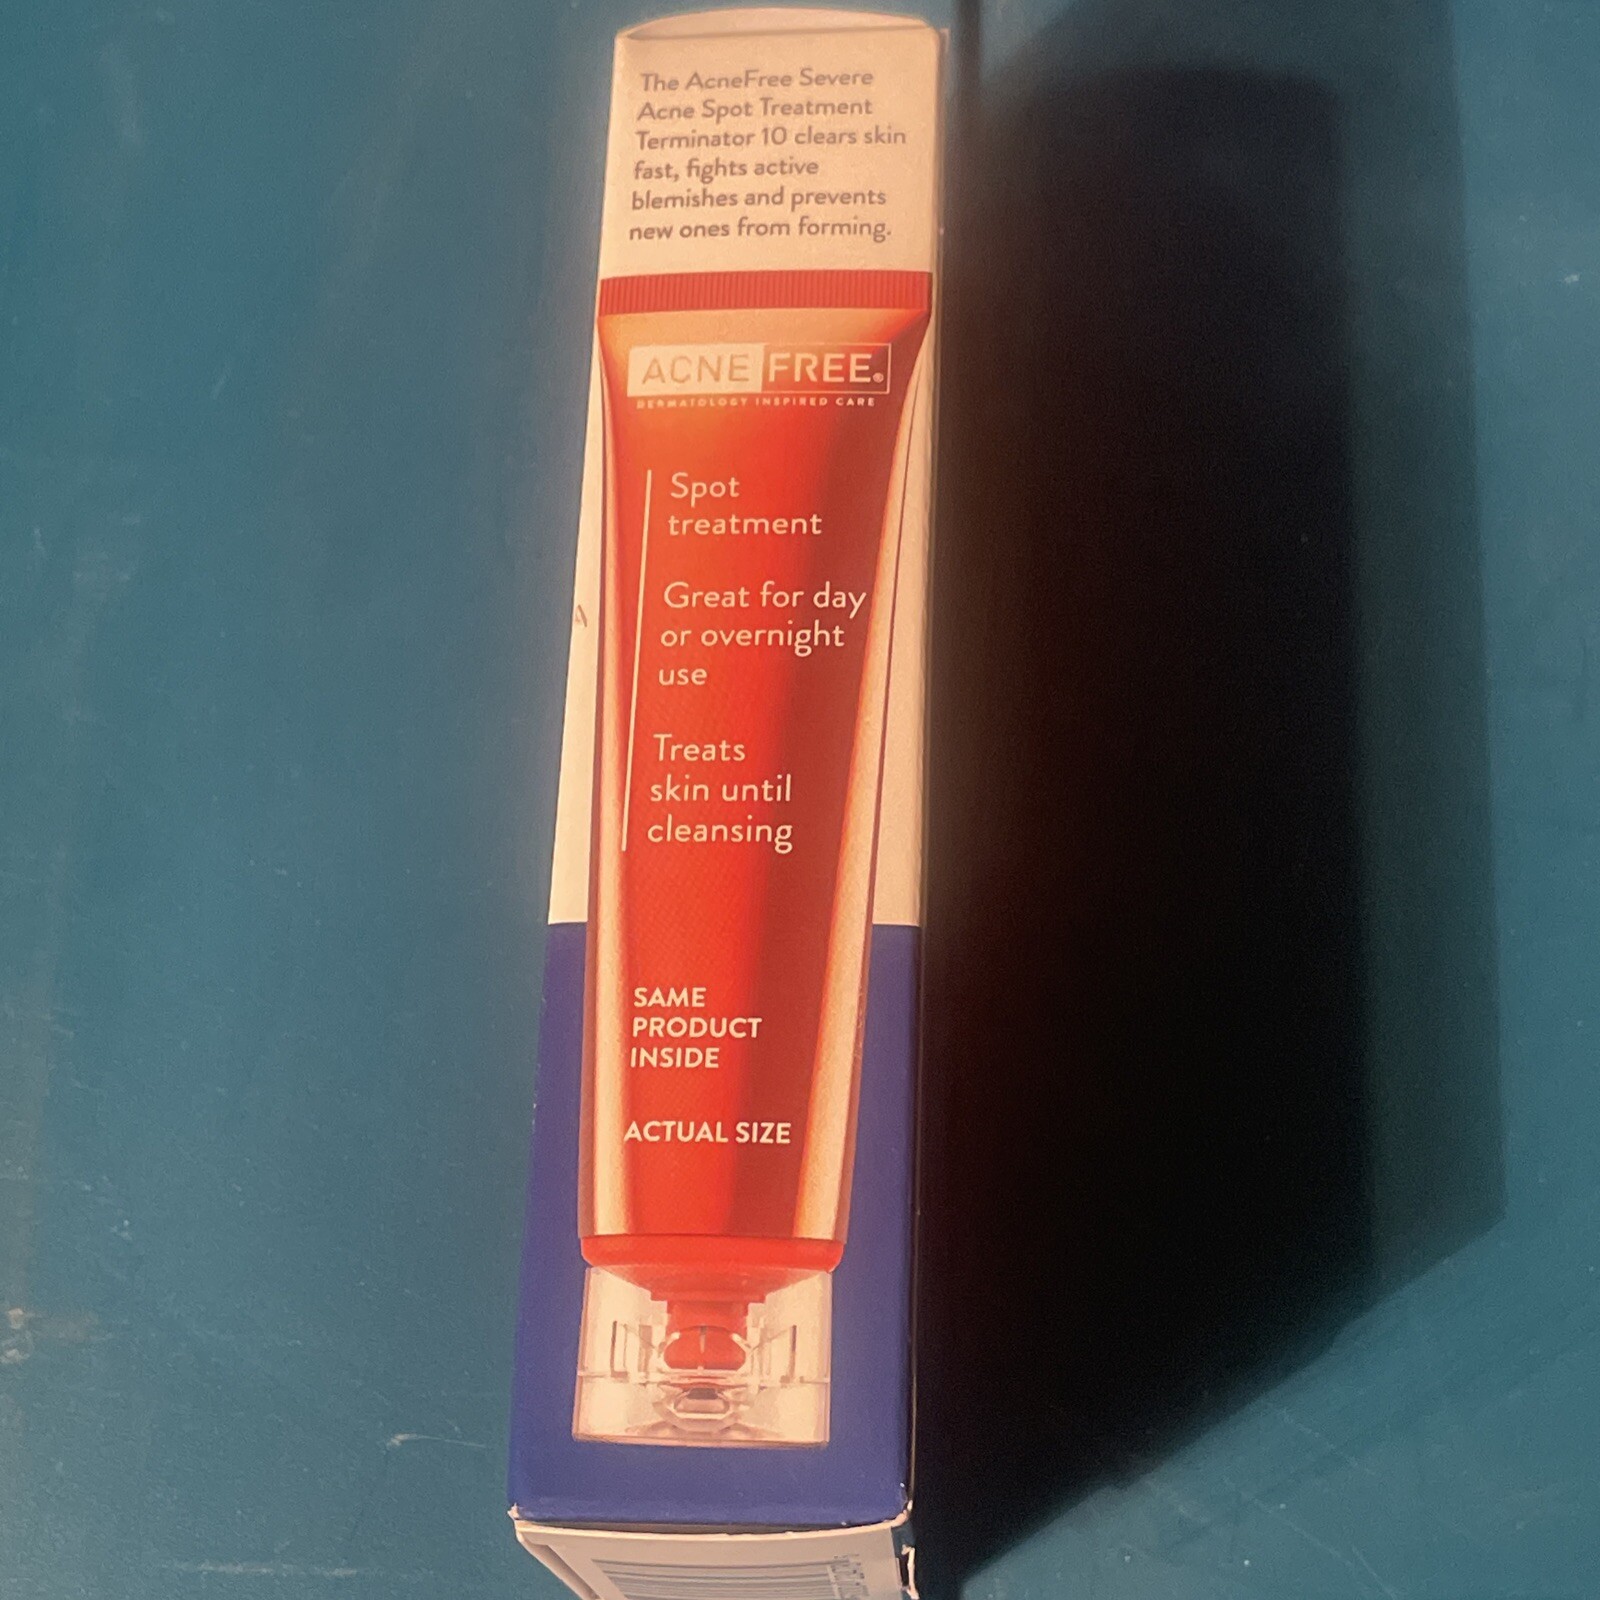 The AcneFree Severe
Acne Spot Treatment
Terminator 10 clears skin
fast, fights active
blemishes and prevents
new ones from forming.
ACNE FREE®
DERMATOLOGY INSPIRED CARE
Spot
treatment
Great for day
or overnight
use
Treats
skin until
cleansing
SAME
PRODUCT
INSIDE
ACTUAL SIZE